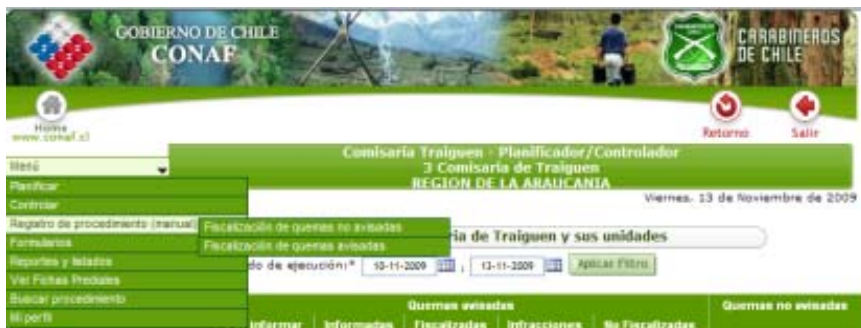 GOBIERNO DE CHILE
CONAF
CARABINEROS
DE CHILE
Home
www.conaf.cl
Retorno
Salir
Comisaría Traiguen - Planificador/Controlador
3 Comisaria de Traiguen
REGION DE LA ARAUCANIA
Menú
Viernes, 13 de Noviembre de 2009
Planificar
Controlar
Registro de procedimiento (manual)
Fiscalización de quemas no avisadas
Fiscalización de quemas avisadas
Formularios
ria de Traiguen y sus unidades
Reportes y listados
do de ejecución:* 10-11-2009 , 13-11-2009 Aplicar Filtro
Ver Fichas Prediales
Buscar procedimiento
Mi perfil
Quemas avisadas
Quemas no avisadas
informar Informadas Fiscalizadas Infracciones No Fiscalizadas